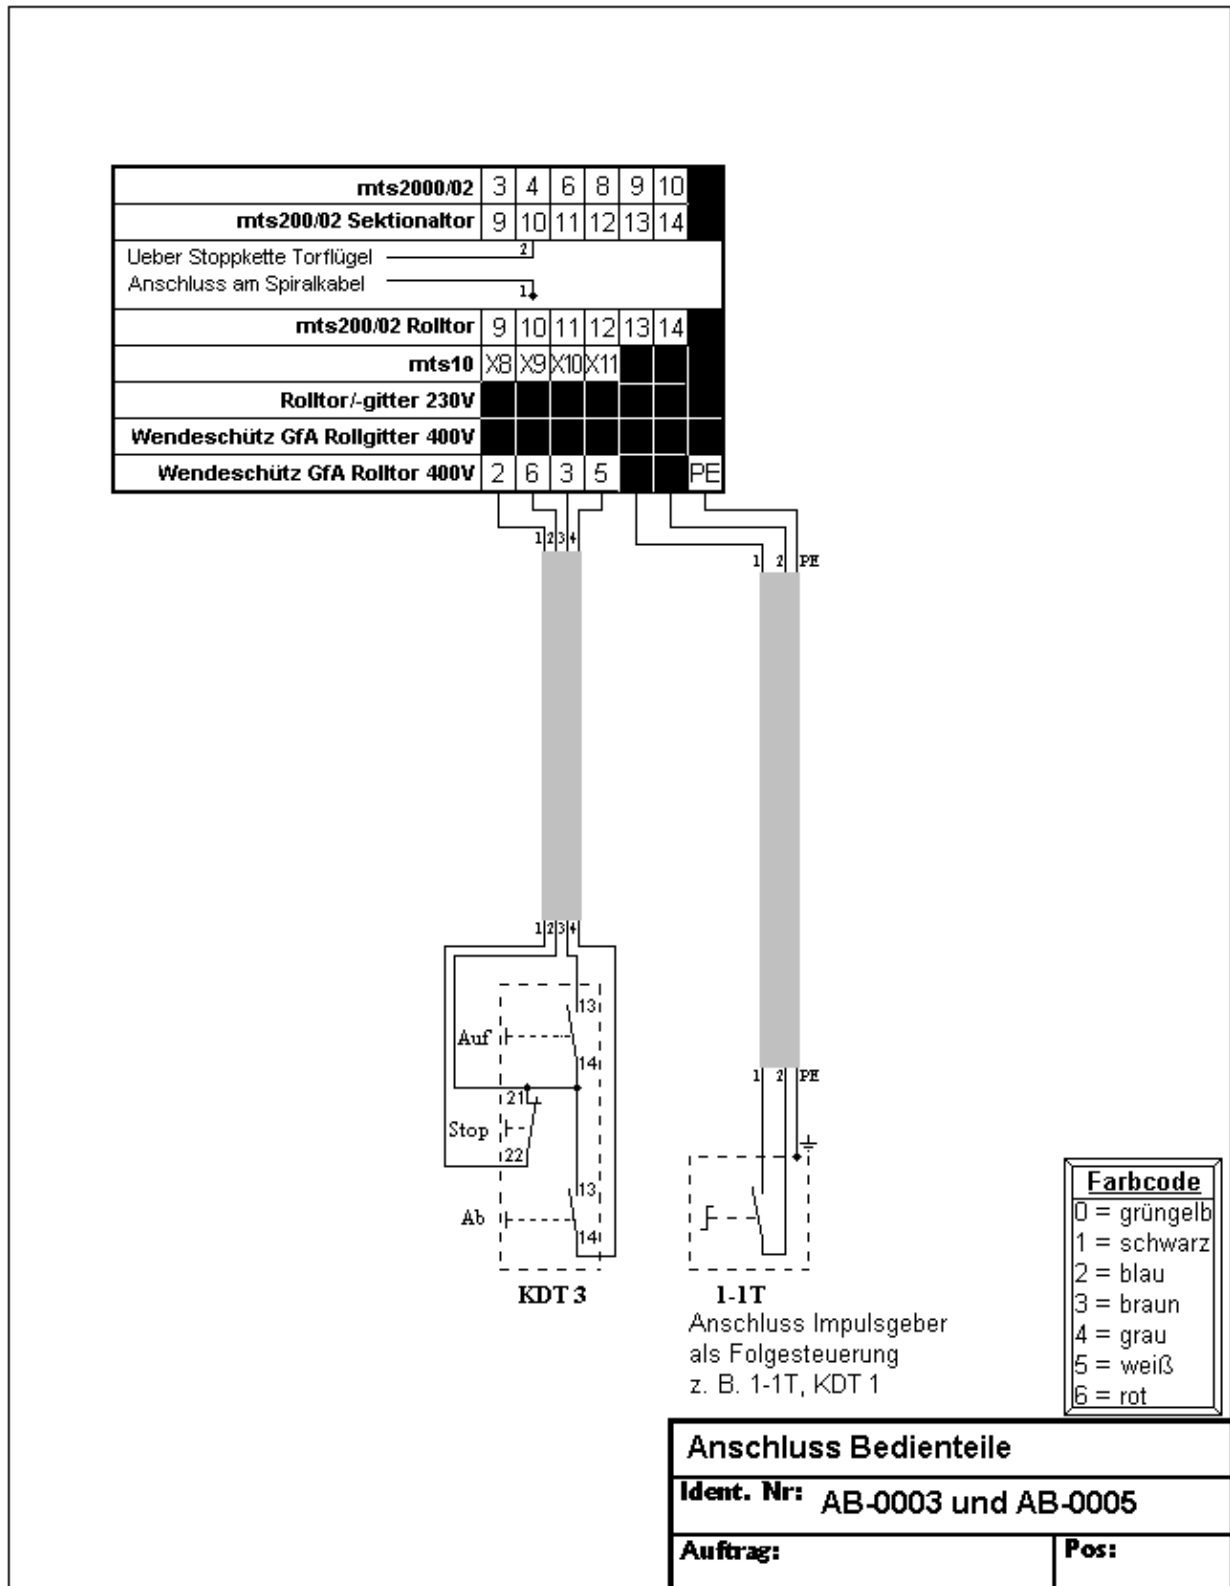 mts2000/02 3 4 6 8 9 10
mts200/02 Sektionaltor 9 10 11 12 13 14
Ueber Stoppkette Torflügel 2
Anschluss am Spiralkabel 1
mts200/02 Rolltor 9 10 11 12 13 14
mts10 X8 X9 X10 X11
Rolltor/-gitter 230V
Wendeschütz GfA Rollgitter 400V
Wendeschütz GfA Rolltor 400V 2 6 3 5 PE
1 2 3 4
1 2 PE
1 2 3 4
13
Auf
14
1 2 PE
21
Stop
22
13
Ab
14
KDT 3
1-1T
Anschluss Impulsgeber
als Folgesteuerung
z. B. 1-1T, KDT 1
Farbcode
0 = grüngelb
1 = schwarz
2 = blau
3 = braun
4 = grau
5 = weiß
6 = rot
Anschluss Bedienteile
Ident. Nr: AB-0003 und AB-0005
Auftrag: Pos: